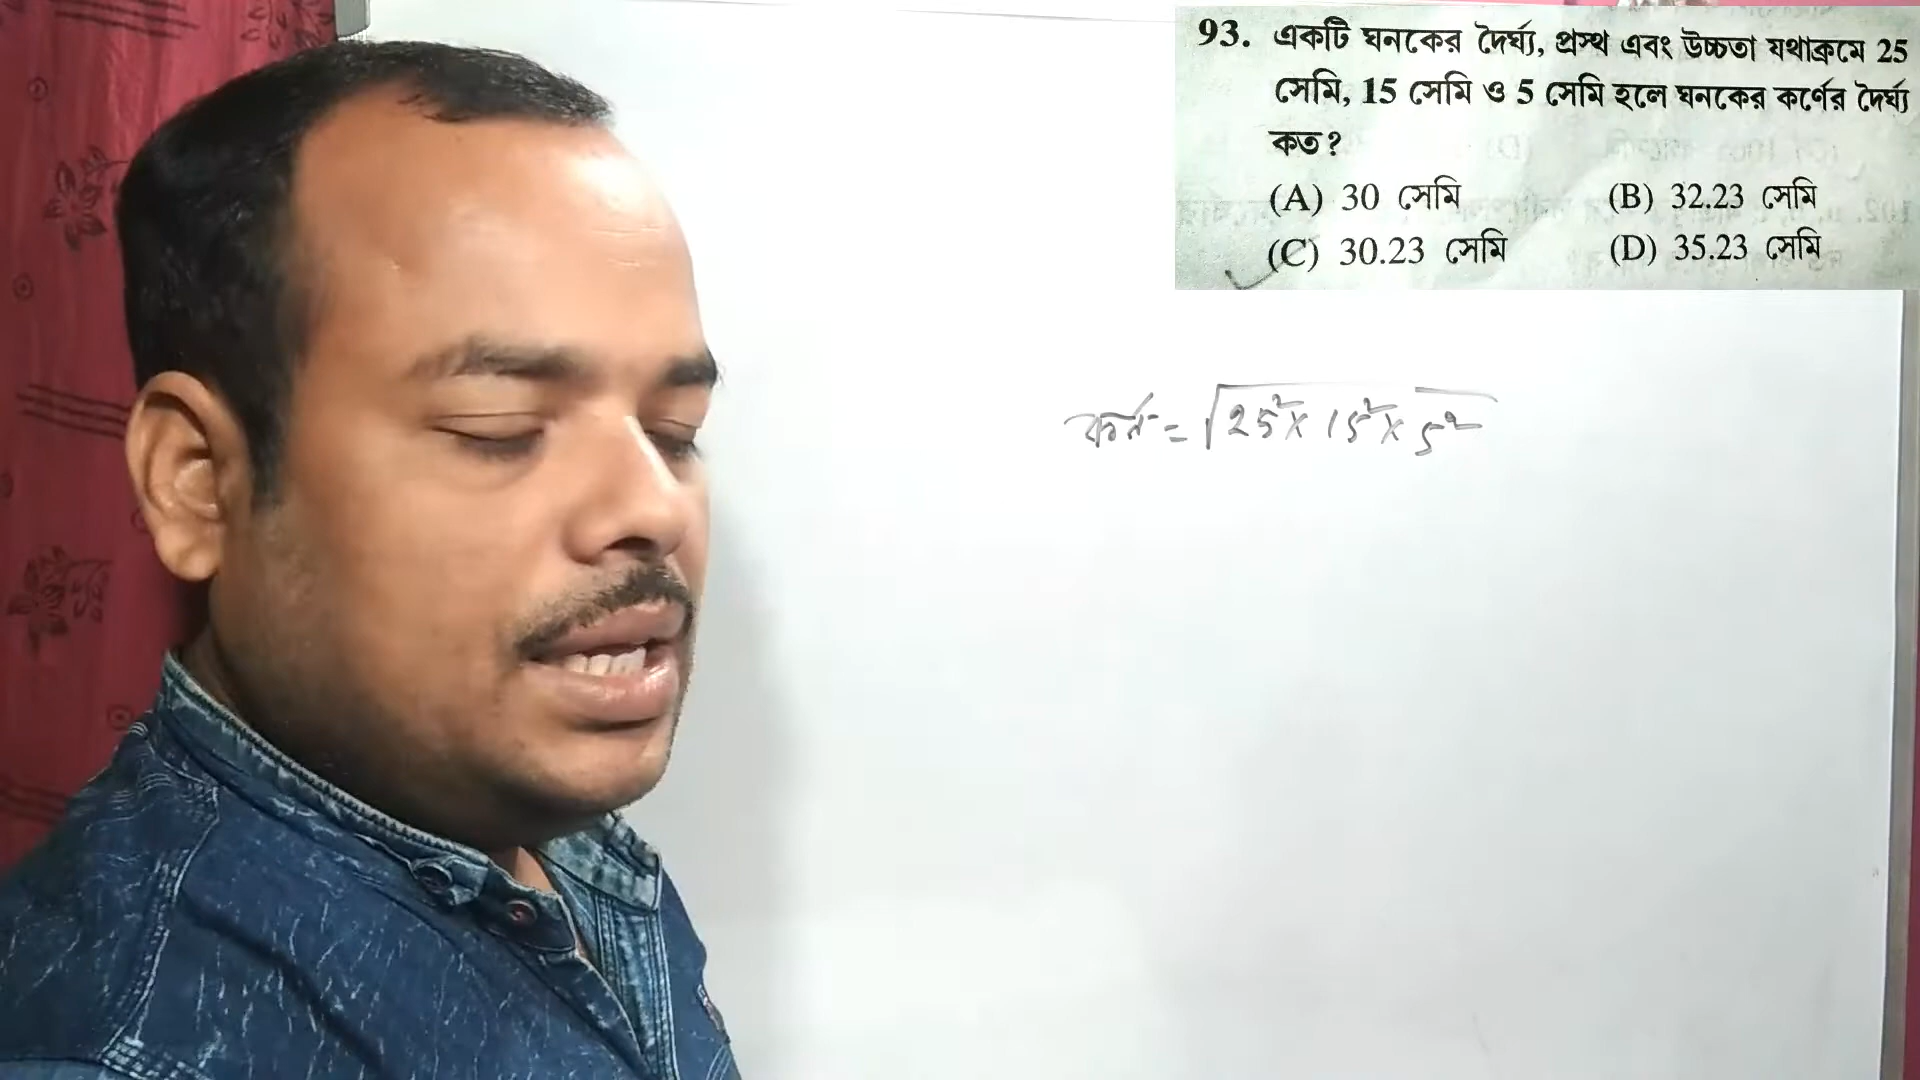 93. একটি ঘনকের দৈর্ঘ্য, প্রস্থ এবং উচ্চতা যথাক্রমে 25
সেমি, 15 সেমি ও 5 সেমি হলে ঘনকের কর্ণের দৈর্ঘ্য
কত?
(A) 30 সেমি (B) 32.23 সেমি
(C) 30.23 সেমি (D) 35.23 সেমি
কর্ন = √25² x 15² x 5²